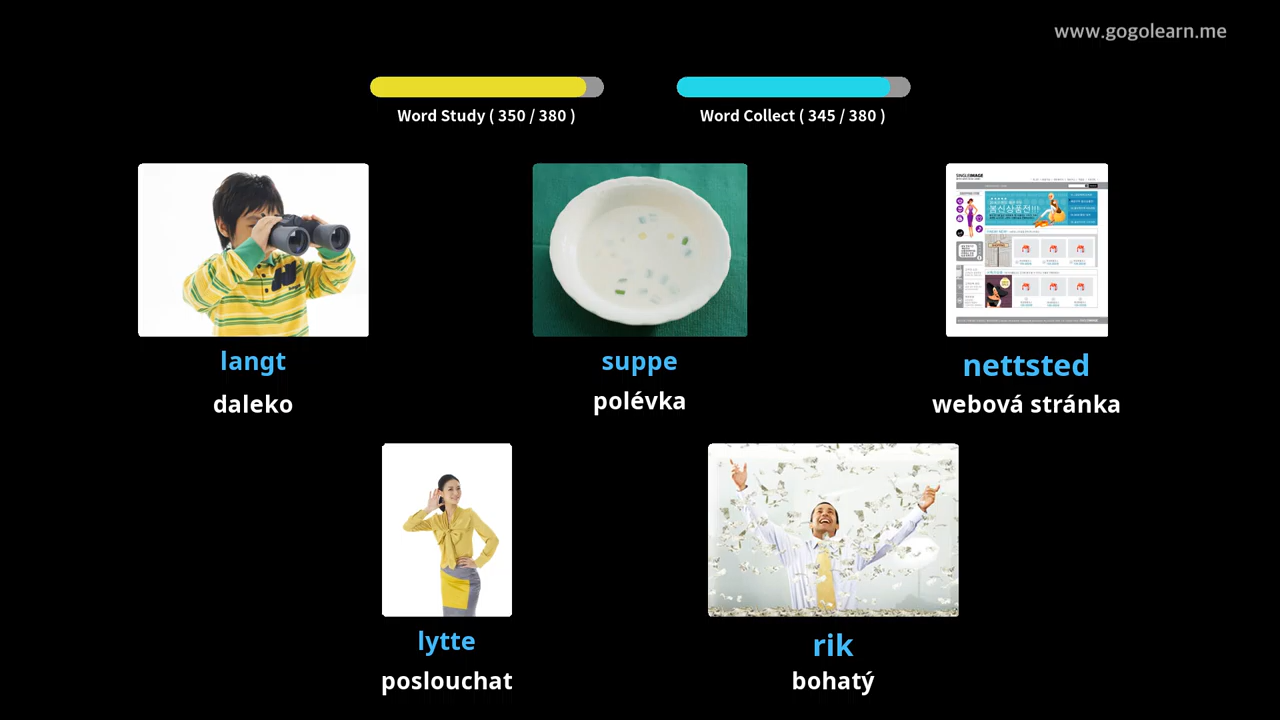 www.gogolearn.me
Word Study ( 350 / 380 )
Word Collect ( 345 / 380 )
langt
daleko
suppe
polévka
nettsted
webová stránka
lytte
poslouchat
rik
bohatý